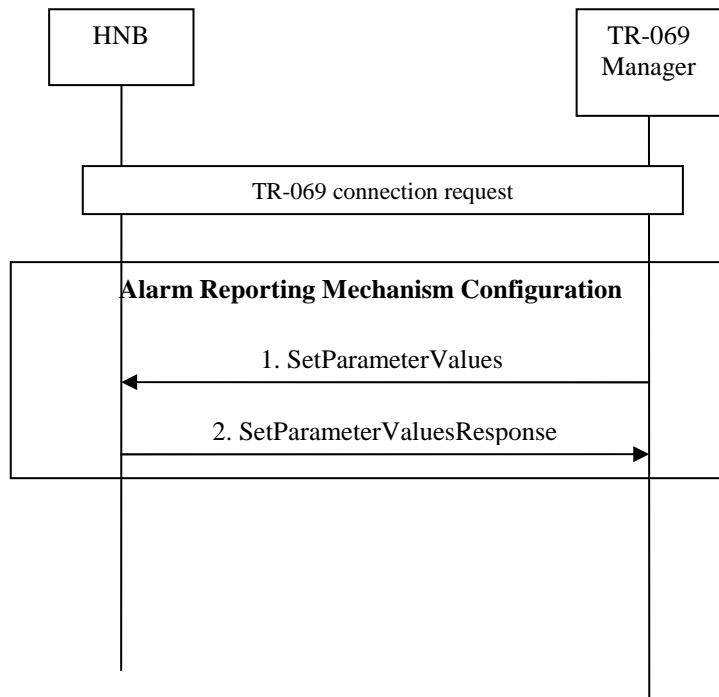 HNB
TR-069
Manager
TR-069 connection request
Alarm Reporting Mechanism Configuration
1. SetParameterValues
2. SetParameterValuesResponse